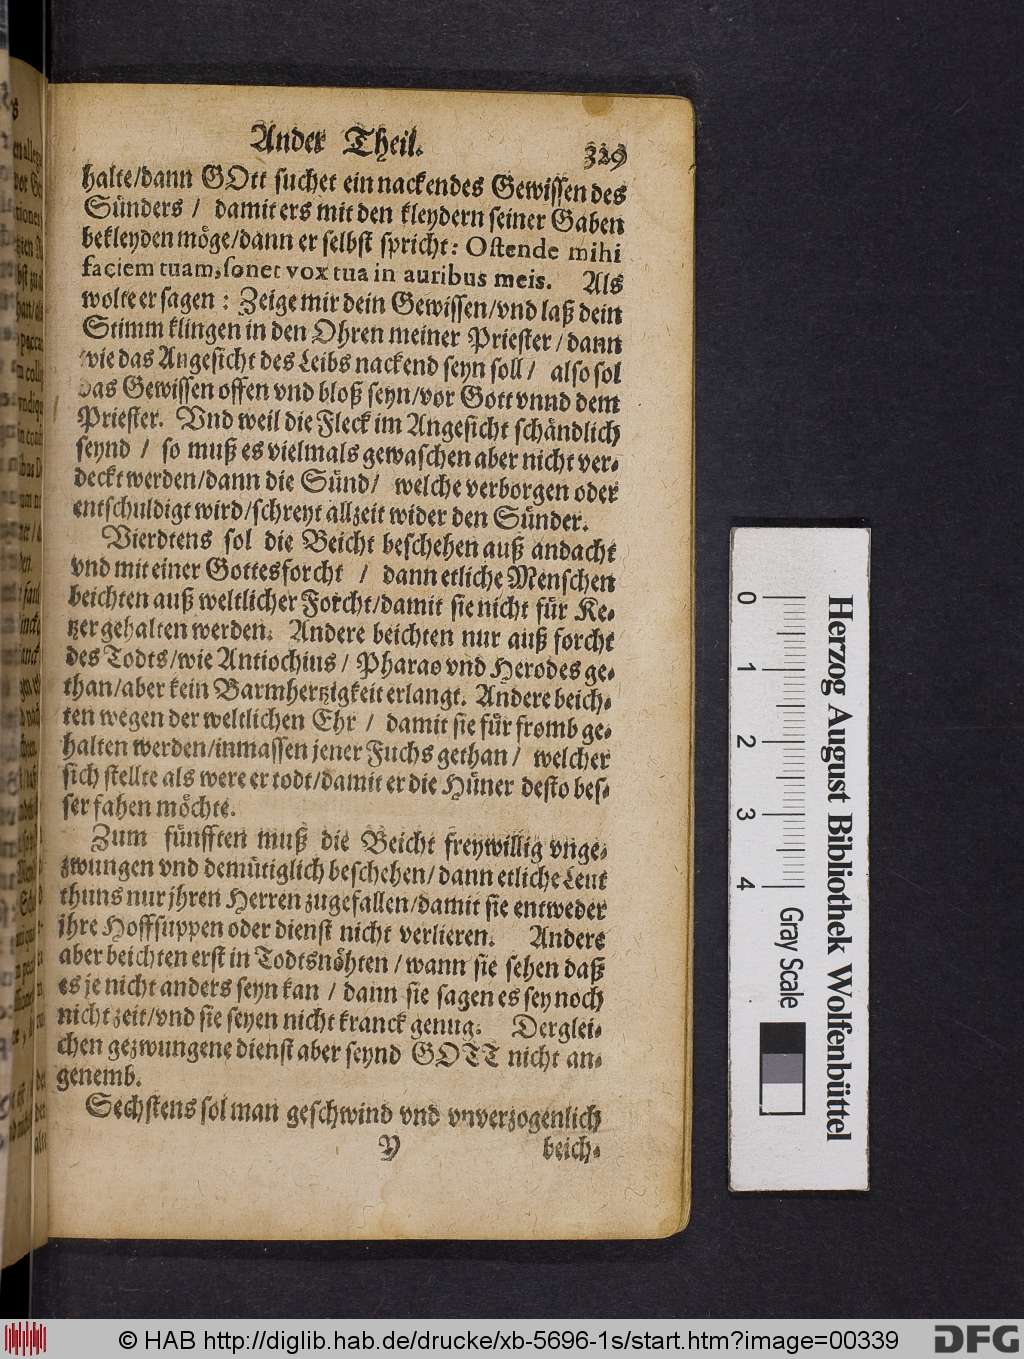 Ander Theil. 329
halte/dann GOtt suchet ein nackendes Gewissen des
Sünders / damit ers mit den kleydern seiner Gaben
bekleyden möge/dann er selbst spricht: Ostende mihi
faciem tuam, sonet vox tua in auribus meis. Als
wolte er sagen : Zeige mir dein Gewissen/vnd laß dein
Stimm klingen in den Ohren meiner Priester / dann
wie das Angesicht des Leibs nackend seyn soll / also sol
das Gewissen offen vnd bloß seyn/vor Gott vnnd dem
Priester. Vnd weil die Fleck im Angesicht schändlich
seynd / so muß es vielmals gewaschen aber nicht ver-
deckt werden/dann die Sünd/ welche verborgen oder
entschuldigt wird/schreyt allzeit wider den Sünder.
Vierdtens sol die Beicht beschehen auß andacht
vnd mit einer Gottesforcht / dann etliche Menschen
beichten auß weltlicher Forcht/damit sie nicht für Ke-
tzer gehalten werden. Andere beichten nur auß forcht
des Todts/wie Antiochius / Pharao vnd Herodes ge-
than/aber kein Barmhertzigkeit erlangt. Andere beich-
ten wegen der weltlichen Ehr / damit sie für fromb ge-
halten werden/inmassen jener Fuchs gethan / welcher
sich stellte als were er todt/damit er die Hüner desto bes-
ser fahen möchte.
Zum fünfften muß die Beicht freywillig vnge-
zwungen vnd demütiglich beschehen/dann etliche Leut
thuns nur jhren Herren zugefallen/damit sie entweder
jhre Hoffsuppen oder dienst nicht verlieren. Andere
aber beichten erst in Todtsnöhten / wann sie sehen daß
es je nicht anders seyn kan / dann sie sagen es sey noch
nicht zeit/vnd sie seyen nicht kranck genug. Derglei-
chen gezwungene dienst aber seynd GOTT nicht an-
genemb.
Sechstens sol man geschwind vnd vnverzogenlich
Y beich-
0 1 2 3 4 Gray Scale
Herzog August Bibliothek Wolfenbüttel
© HAB http://diglib.hab.de/drucke/xb-5696-1s/start.htm?image=00339
DFG